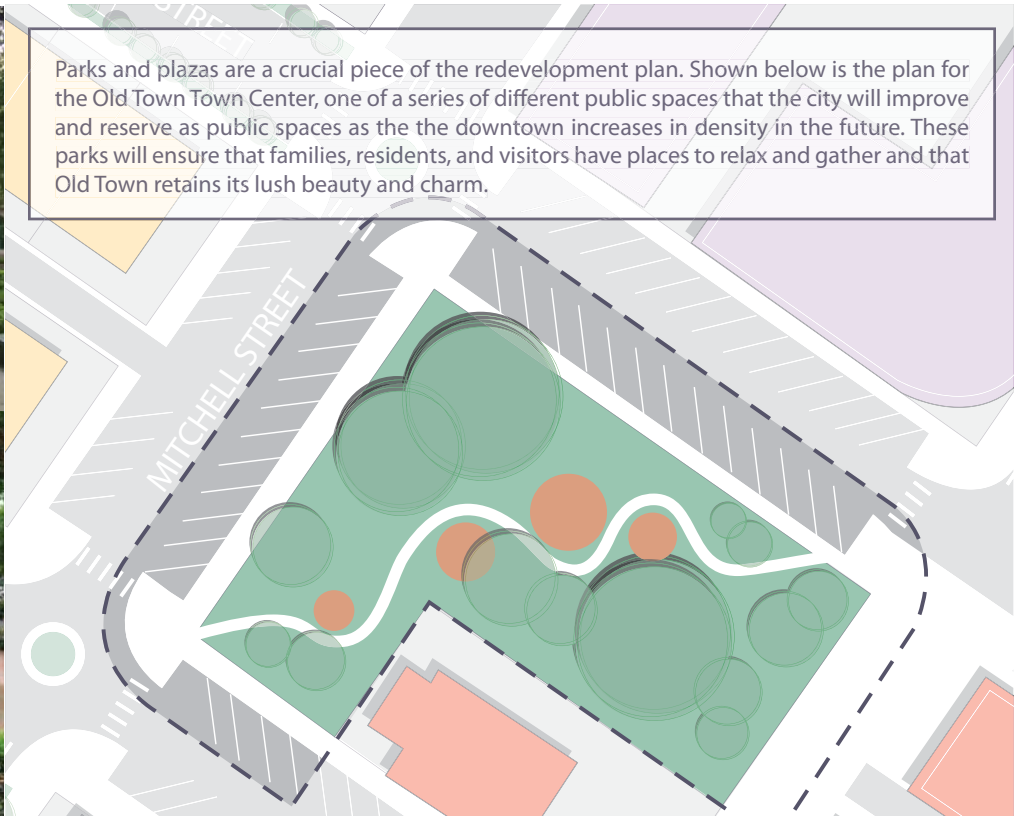 STREET
Parks and plazas are a crucial piece of the redevelopment plan. Shown below is the plan for
the Old Town Town Center, one of a series of different public spaces that the city will improve
and reserve as public spaces as the the downtown increases in density in the future. These
parks will ensure that families, residents, and visitors have places to relax and gather and that
Old Town retains its lush beauty and charm.
MITCHELL STREET